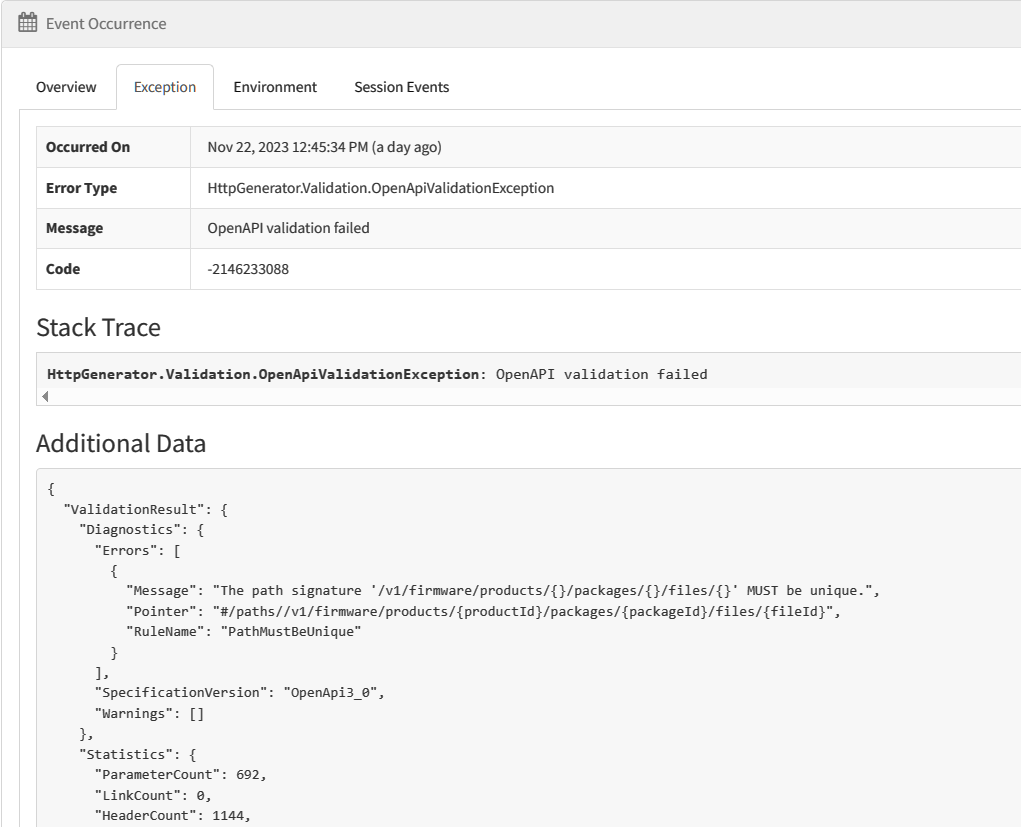 Event Occurrence
Overview Exception Environment Session Events
Occurred On Nov 22, 2023 12:45:34 PM (a day ago)
Error Type HttpGenerator.Validation.OpenApiValidationException
Message OpenAPI validation failed
Code -2146233088
Stack Trace
HttpGenerator.Validation.OpenApiValidationException: OpenAPI validation failed
Additional Data
{
"ValidationResult": {
"Diagnostics": {
"Errors": [
{
"Message": "The path signature '/v1/firmware/products/{}/packages/{}/files/{}' MUST be unique.",
"Pointer": "#/paths//v1/firmware/products/{productId}/packages/{packageId}/files/{fileId}",
"RuleName": "PathMustBeUnique"
}
],
"SpecificationVersion": "OpenApi3_0",
"Warnings": []
},
"Statistics": {
"ParameterCount": 692,
"LinkCount": 0,
"HeaderCount": 1144,